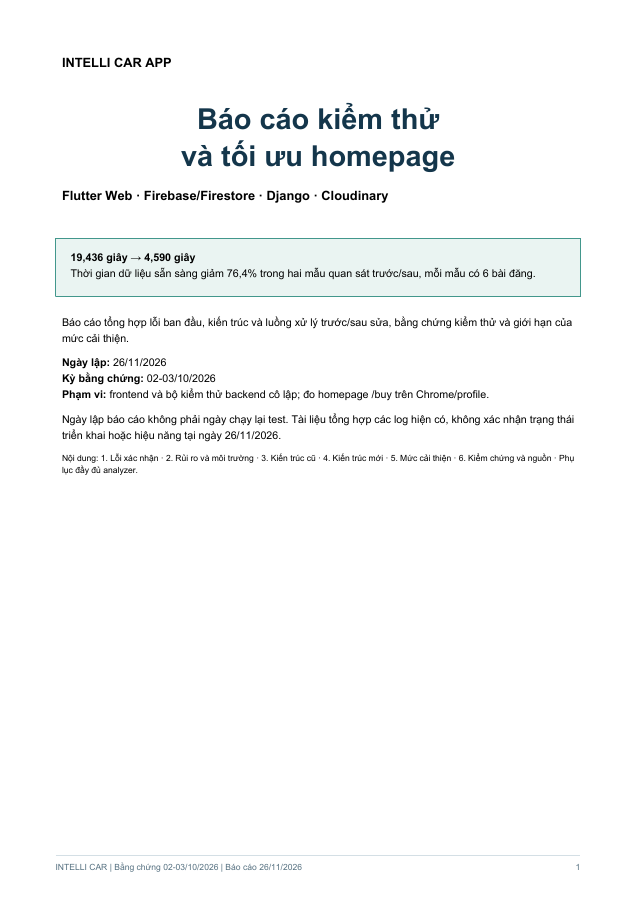 INTELLI CAR APP
Báo cáo kiểm thử
và tối ưu homepage
Flutter Web · Firebase/Firestore · Django · Cloudinary
19,436 giây → 4,590 giây
Thời gian dữ liệu sẵn sàng giảm 76,4% trong hai mẫu quan sát trước/sau, mỗi mẫu có 6 bài đăng.
Báo cáo tổng hợp lỗi ban đầu, kiến trúc và luồng xử lý trước/sau sửa, bằng chứng kiểm thử và giới hạn của
mức cải thiện.
Ngày lập: 26/11/2026
Kỳ bằng chứng: 02-03/10/2026
Phạm vi: frontend và bộ kiểm thử backend cô lập; đo homepage /buy trên Chrome/profile.
Ngày lập báo cáo không phải ngày chạy lại test. Tài liệu tổng hợp các log hiện có, không xác nhận trạng thái
triển khai hoặc hiệu năng tại ngày 26/11/2026.
Nội dung: 1. Lỗi xác nhận · 2. Rủi ro và môi trường · 3. Kiến trúc cũ · 4. Kiến trúc mới · 5. Mức cải thiện · 6. Kiểm chứng và nguồn · Phụ
lục đầy đủ analyzer.
INTELLI CAR | Bằng chứng 02-03/10/2026 | Báo cáo 26/11/2026
1